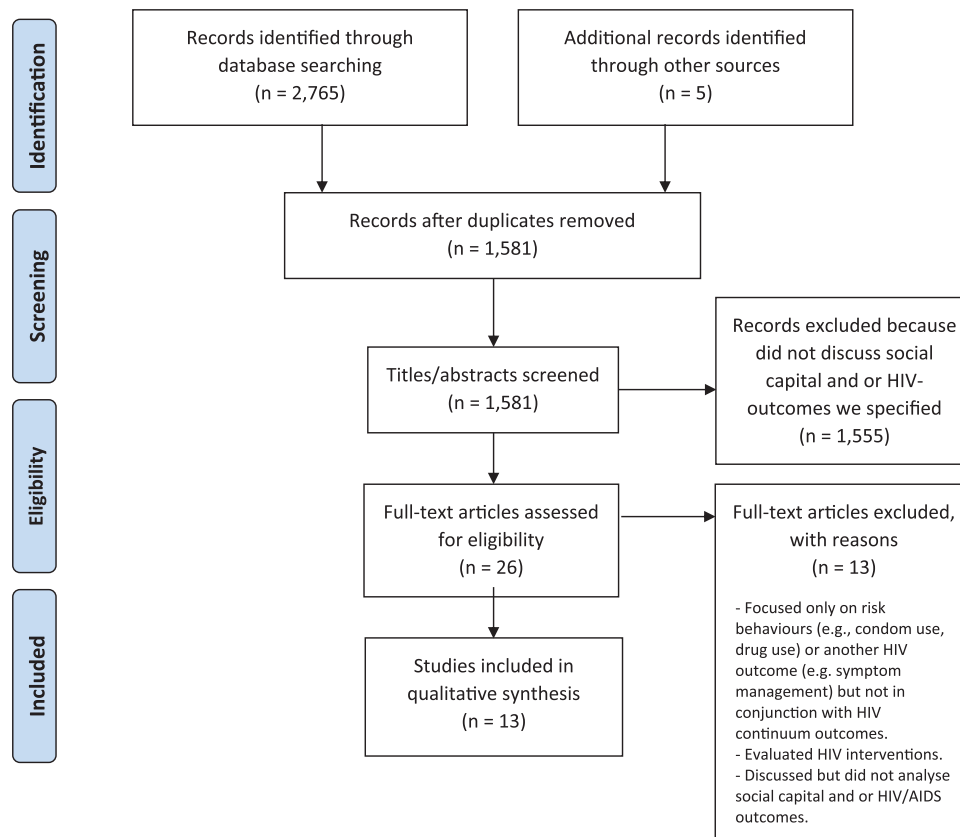 Identification
Records identified through
database searching
(n = 2,765)
Additional records identified
through other sources
(n = 5)
Screening
Records after duplicates removed
(n = 1,581)
Titles/abstracts screened
(n = 1,581)
Records excluded because
did not discuss social
capital and or HIV-
outcomes we specified
(n = 1,555)
Eligibility
Full-text articles assessed
for eligibility
(n = 26)
Full-text articles excluded,
with reasons
(n = 13)
- Focused only on risk
behaviours (e.g., condom use,
drug use) or another HIV
outcome (e.g. symptom
management) but not in
conjunction with HIV
continuum outcomes.
- Evaluated HIV interventions.
- Discussed but did not analyse
social capital and or HIV/AIDS
outcomes.
Included
Studies included in
qualitative synthesis
(n = 13)